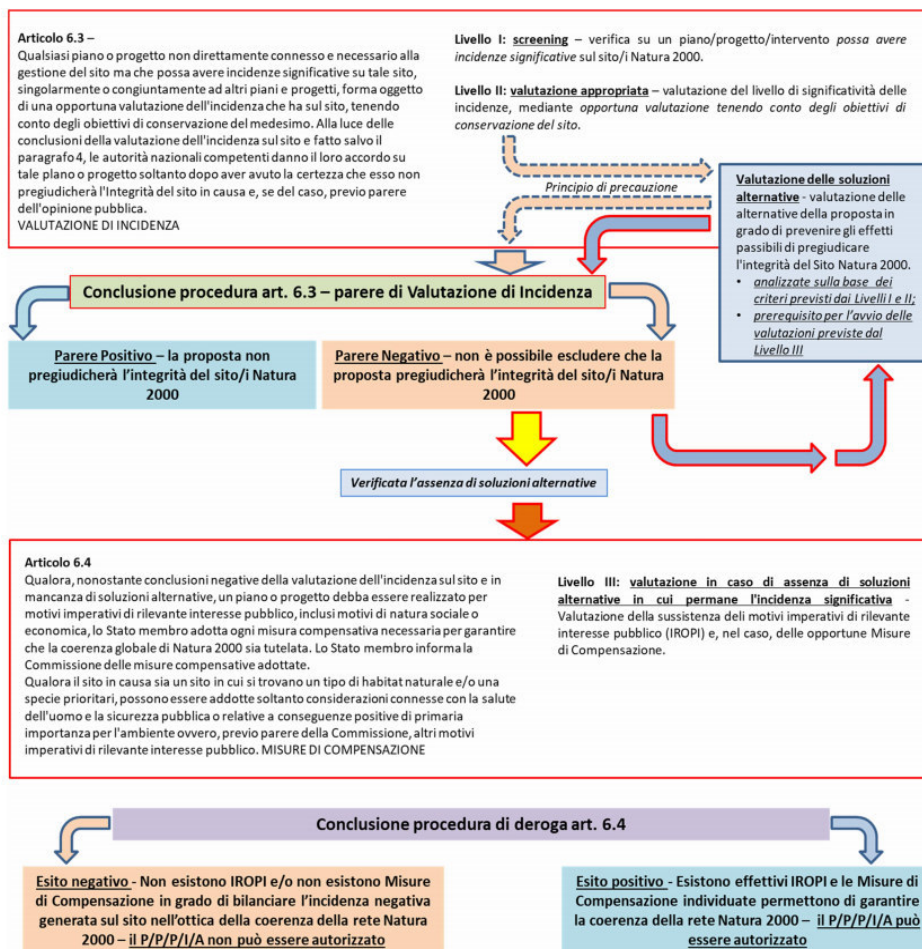 Articolo 6.3 –
Qualsiasi piano o progetto non direttamente connesso e necessario alla
gestione del sito ma che possa avere incidenze significative su tale sito,
singolarmente o congiuntamente ad altri piani e progetti, forma oggetto
di una opportuna valutazione dell'incidenza che ha sul sito, tenendo
conto degli obiettivi di conservazione del medesimo. Alla luce delle
conclusioni della valutazione dell'incidenza sul sito e fatto salvo il
paragrafo 4, le autorità nazionali competenti danno il loro accordo su
tale piano o progetto soltanto dopo aver avuto la certezza che esso non
pregiudicherà l'Integrità del sito in causa e, se del caso, previo parere
dell'opinione pubblica.
VALUTAZIONE DI INCIDENZA
Livello I: screening – verifica su un piano/progetto/intervento possa avere
incidenze significative sul sito/i Natura 2000.
Livello II: valutazione appropriata – valutazione del livello di significatività delle
incidenze, mediante opportuna valutazione tenendo conto degli obiettivi di
conservazione del sito.
Principio di precauzione
Valutazione delle soluzioni
alternative - valutazione delle
alternative della proposta in
grado di prevenire gli effetti
passibili di pregiudicare
l'integrità del Sito Natura 2000.
• analizzate sulla base dei
criteri previsti dai Livelli I e II;
• prerequisito per l'avvio delle
valutazioni previste dal
Livello III
Conclusione procedura art. 6.3 – parere di Valutazione di Incidenza
Parere Positivo – la proposta non
pregiudicherà l'integrità del sito/i Natura
2000
Parere Negativo – non è possibile escludere che la
proposta pregiudicherà l'integrità del sito/i Natura
2000
Verificata l'assenza di soluzioni alternative
Articolo 6.4
Qualora, nonostante conclusioni negative della valutazione dell'incidenza sul sito e in
mancanza di soluzioni alternative, un piano o progetto debba essere realizzato per
motivi imperativi di rilevante interesse pubblico, inclusi motivi di natura sociale o
economica, lo Stato membro adotta ogni misura compensativa necessaria per garantire
che la coerenza globale di Natura 2000 sia tutelata. Lo Stato membro informa la
Commissione delle misure compensative adottate.
Qualora il sito in causa sia un sito in cui si trovano un tipo di habitat naturale e/o una
specie prioritari, possono essere addotte soltanto considerazioni connesse con la salute
dell'uomo e la sicurezza pubblica o relative a conseguenze positive di primaria
importanza per l'ambiente ovvero, previo parere della Commissione, altri motivi
imperativi di rilevante interesse pubblico. MISURE DI COMPENSAZIONE
Livello III: valutazione in caso di assenza di soluzioni
alternative in cui permane l'incidenza significativa -
Valutazione della sussistenza deli motivi imperativi di rilevante
interesse pubblico (IROPI) e, nel caso, delle opportune Misure
di Compensazione.
Conclusione procedura di deroga art. 6.4
Esito negativo - Non esistono IROPI e/o non esistono Misure
di Compensazione in grado di bilanciare l'incidenza negativa
generata sul sito nell'ottica della coerenza della rete Natura
2000 – il P/P/P/I/A non può essere autorizzato
Esito positivo - Esistono effettivi IROPI e le Misure di
Compensazione individuate permettono di garantire
la coerenza della rete Natura 2000 – il P/P/P/I/A può
essere autorizzato